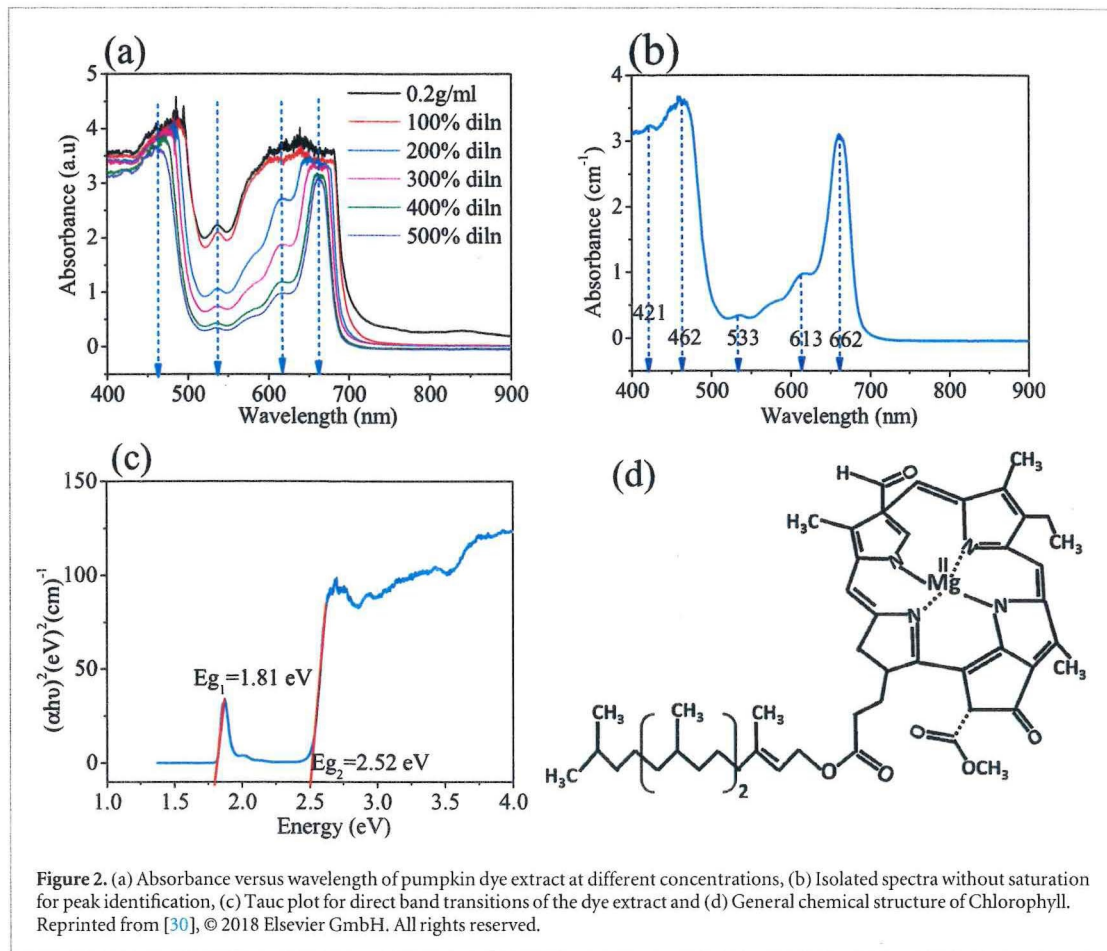 (a)
5
4
3
2
1
0
Absorbance (a.u)
0.2g/ml
100% diln
200% diln
300% diln
400% diln
500% diln
400 500 600 700 800 900
Wavelength (nm)
(b)
4
3
2
1
0
Absorbance (cm⁻¹)
421 462 533 613 662
400 500 600 700 800 900
Wavelength (nm)
(c)
150
100
50
0
(αhυ)²(eV)²(cm)⁻¹
Eg₁=1.81 eV
Eg₂=2.52 eV
1.0 1.5 2.0 2.5 3.0 3.5 4.0
Energy (eV)
(d)
H O CH₃
H₃C CH₃
N N
II
Mg
N N
CH₃
CH₃ CH₃ CH₃
H₃C 2 O O
O O
OCH₃
Figure 2. (a) Absorbance versus wavelength of pumpkin dye extract at different concentrations, (b) Isolated spectra without saturation
for peak identification, (c) Tauc plot for direct band transitions of the dye extract and (d) General chemical structure of Chlorophyll.
Reprinted from [30], © 2018 Elsevier GmbH. All rights reserved.